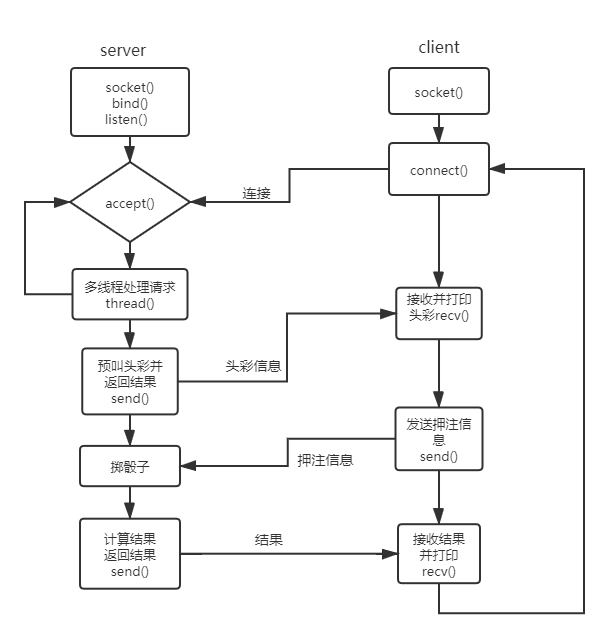 server
client
socket()
bind()
listen()
socket()
connect()
连接
accept()
多线程处理请求
thread()
接收并打印
头彩recv()
预叫头彩并
返回结果
send()
头彩信息
发送押注信
息
send()
掷骰子
押注信息
计算结果
返回结果
send()
结果
接收结果
并打印
recv()